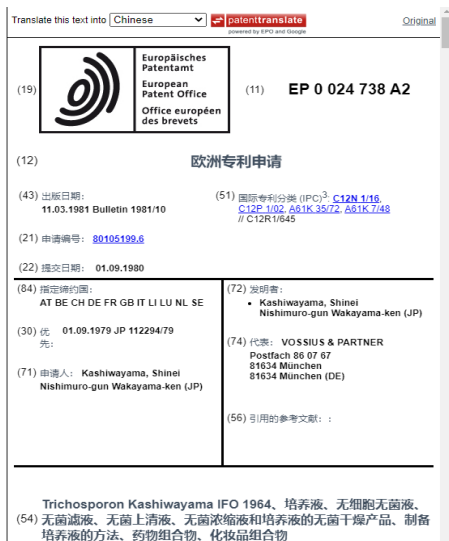 Translate this text into Chinese patenttranslate Original
powered by EPO and Google
(19) Europäisches
Patentamt
European
Patent Office
Office européen
des brevets
(11) EP 0 024 738 A2
(12) 欧洲专利申请
(43) 出版日期:
11.03.1981 Bulletin 1981/10
(51) 国际专利分类 (IPC)3: C12N 1/16,
C12P 1/02, A61K 35/72, A61K 7/48
// C12R1/645
(21) 申请编号: 80105199.6
(22) 提交日期: 01.09.1980
(84) 指定缔约国:
AT BE CH DE FR GB IT LI LU NL SE
(30) 优先: 01.09.1979 JP 112294/79
(71) 申请人: Kashiwayama, Shinei
Nishimuro-gun Wakayama-ken (JP)
(72) 发明者:
• Kashiwayama, Shinei
Nishimuro-gun Wakayama-ken (JP)
(74) 代表: VOSSIUS & PARTNER
Postfach 86 07 67
81634 München
81634 München (DE)
(56) 引用的参考文献: :
Trichosporon Kashiwayama IFO 1964、培养液、无细胞无菌液、
(54) 无菌滤液、无菌上清液、无菌浓缩液和培养液的无菌干燥产品、制备
培养液的方法、药物组合物、化妆品组合物